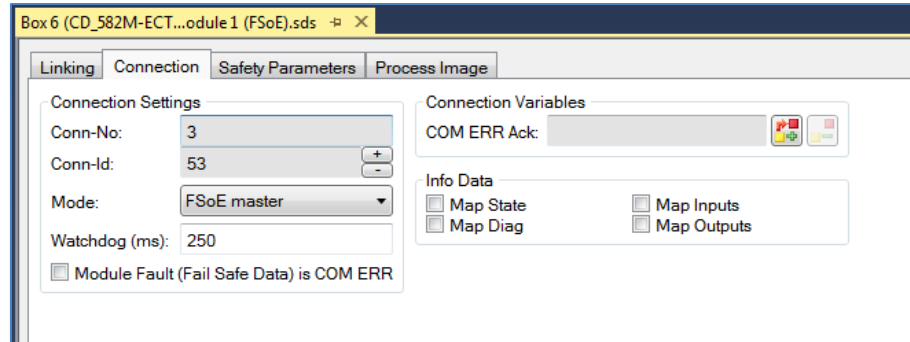 Box 6 (CD_582M-ECT...odule 1 (FSoE).sds
Linking Connection Safety Parameters Process Image
Connection Settings
Conn-No: 3
Conn-Id: 53
+
-
Mode: FSoE master
Watchdog (ms): 250
Module Fault (Fail Safe Data) is COM ERR
Connection Variables
COM ERR Ack:
Info Data
Map State Map Inputs
Map Diag Map Outputs